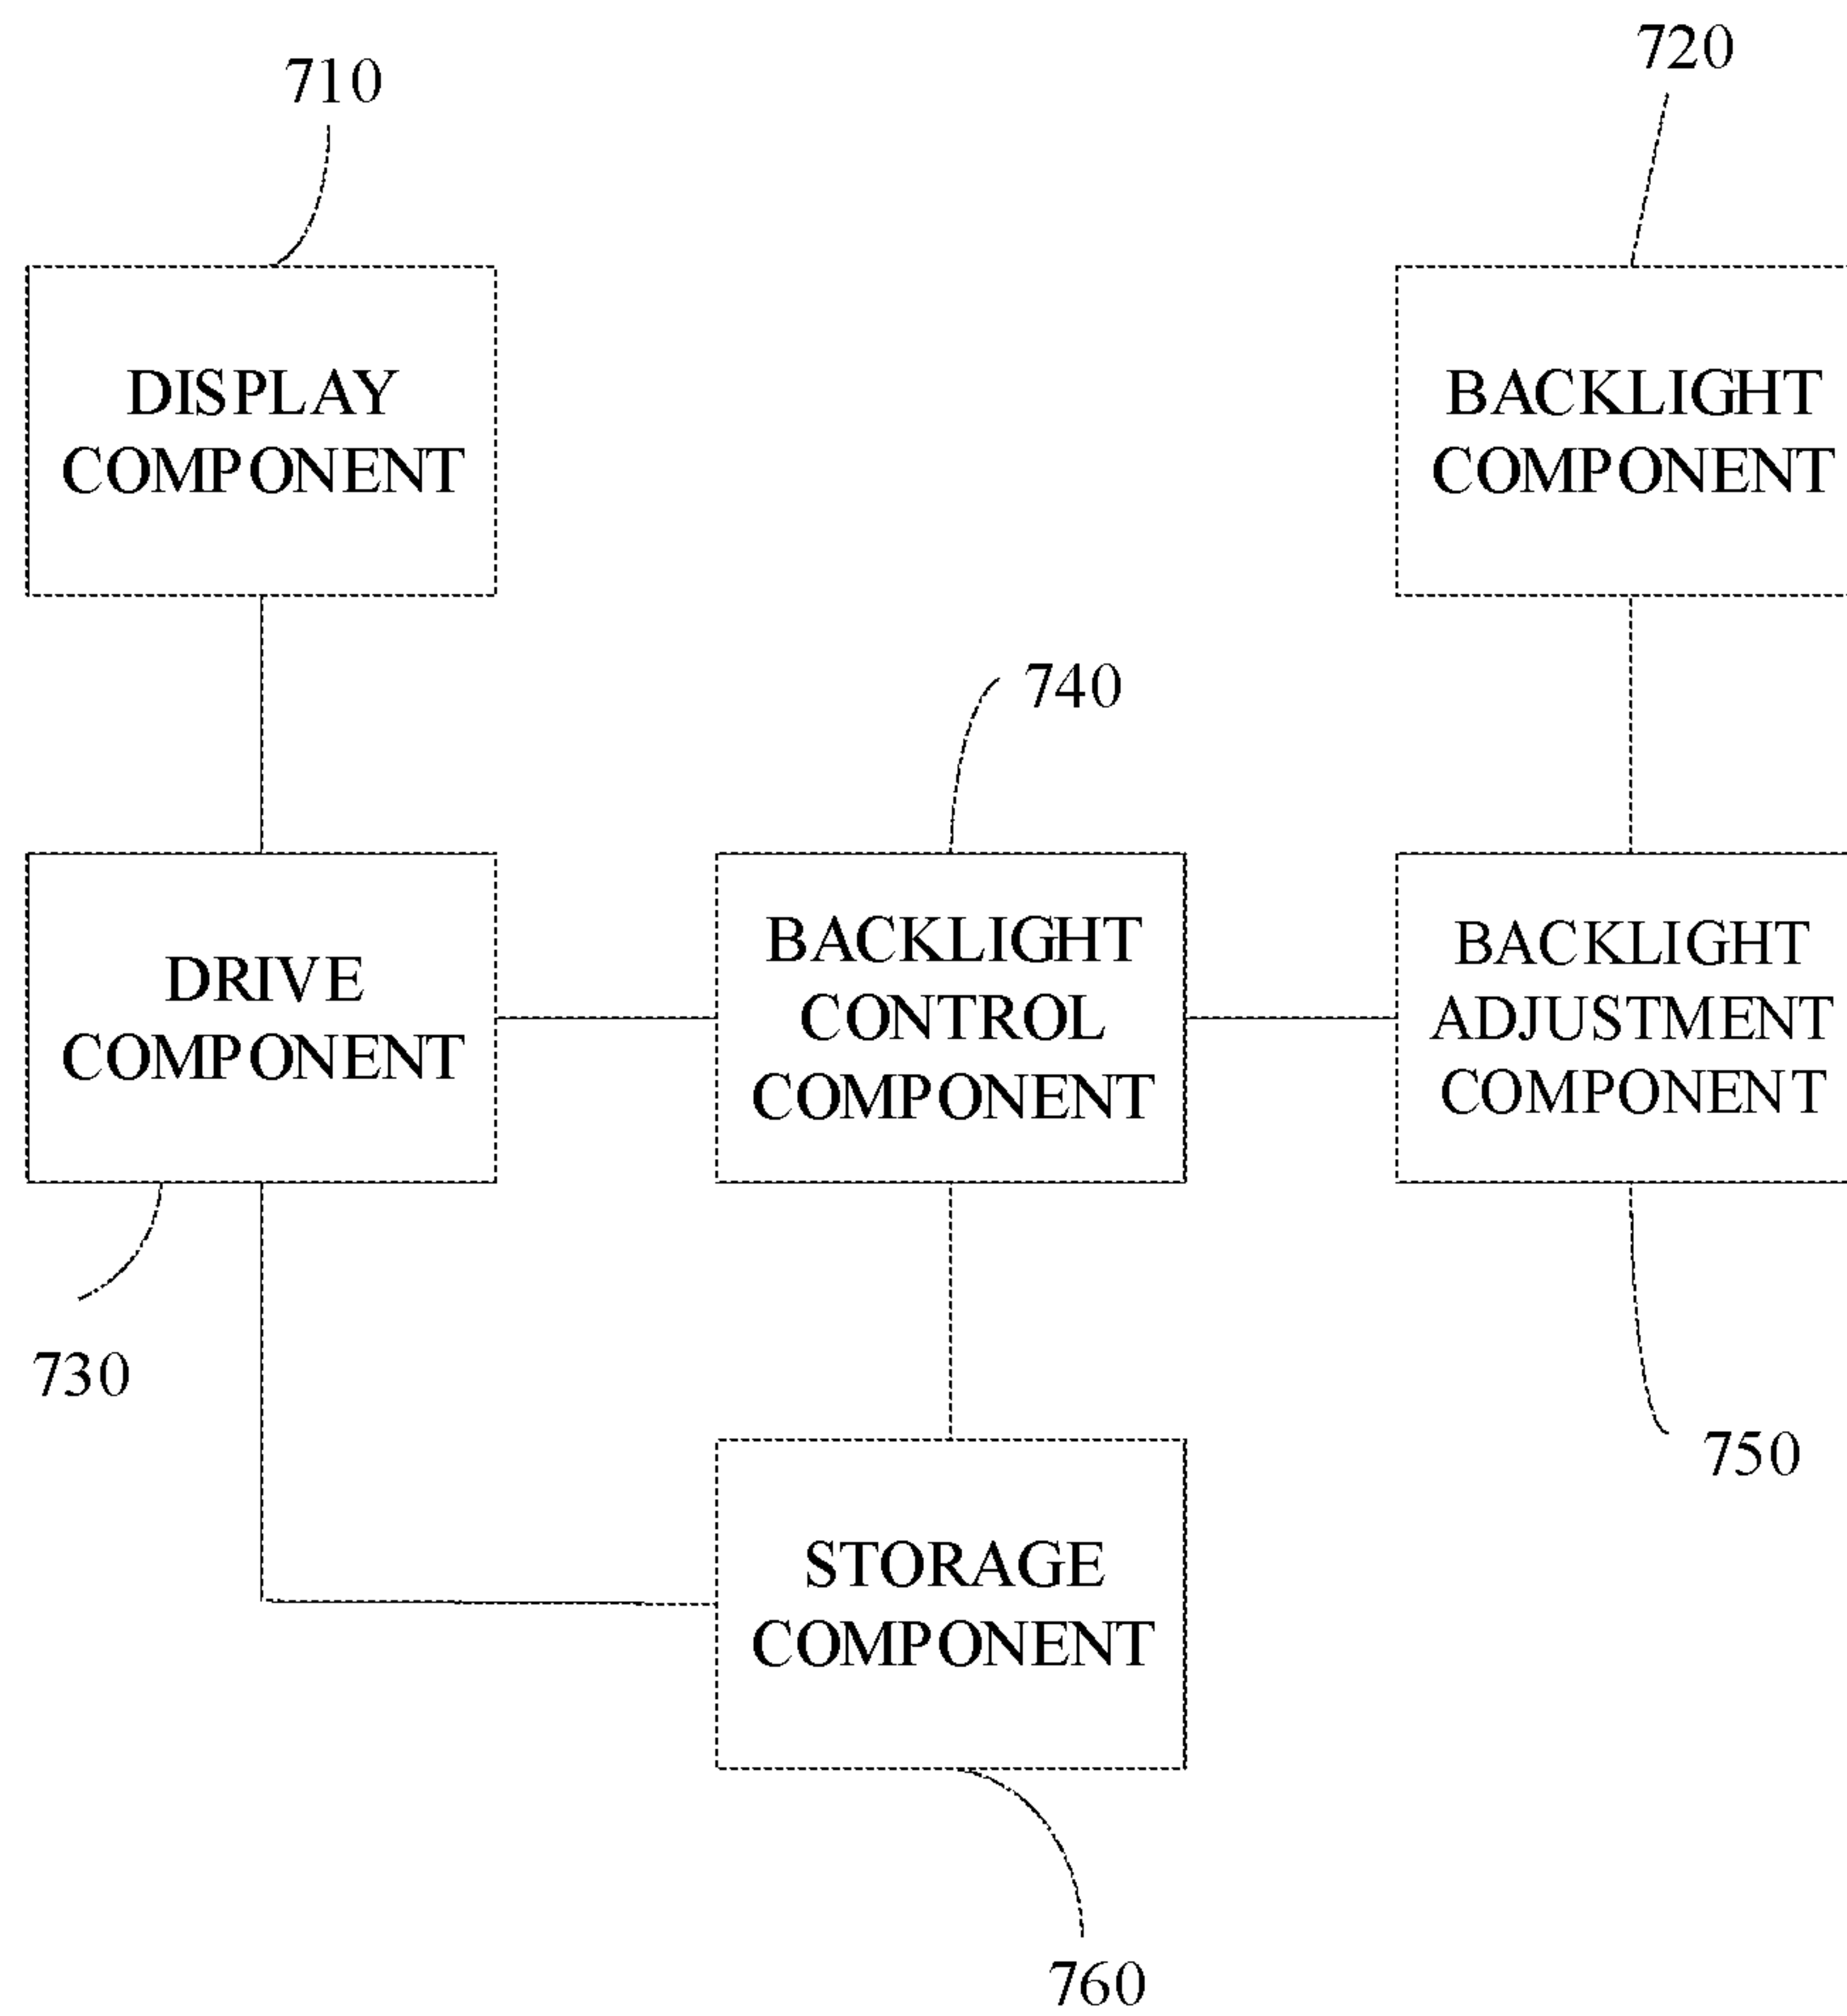 710
720
DISPLAY
COMPONENT
BACKLIGHT
COMPONENT
740
DRIVE
COMPONENT
BACKLIGHT
CONTROL
COMPONENT
BACKLIGHT
ADJUSTMENT
COMPONENT
730
750
STORAGE
COMPONENT
760